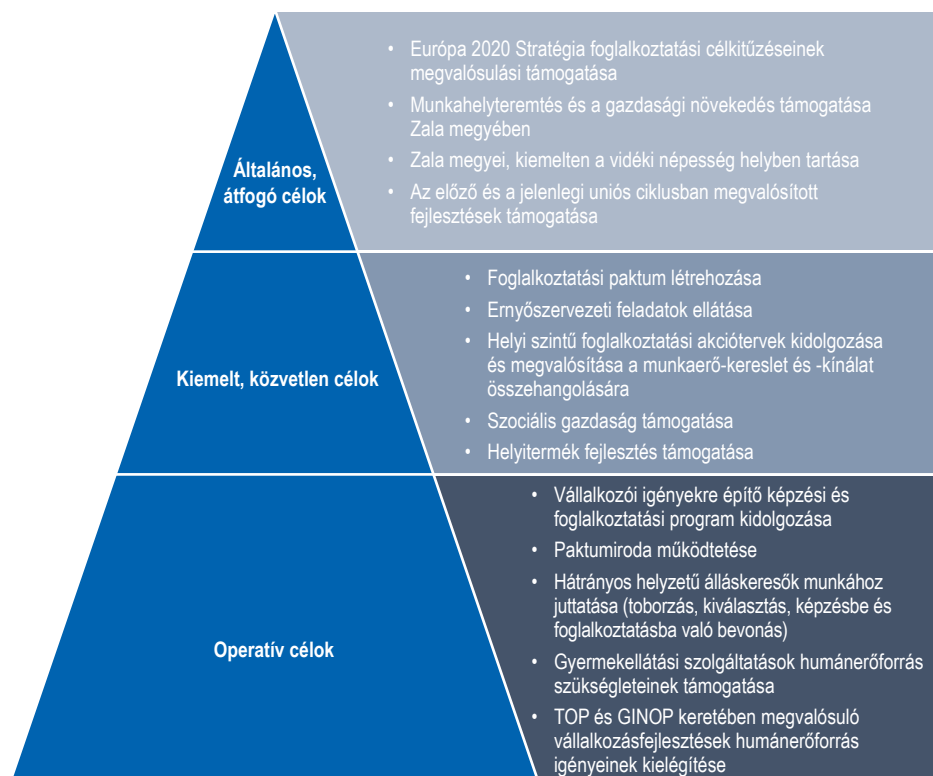 Általános,
átfogó célok
• Európa 2020 Stratégia foglalkoztatási célkitűzéseinek
megvalósulási támogatása
• Munkahelyteremtés és a gazdasági növekedés támogatása
Zala megyében
• Zala megyei, kiemelten a vidéki népesség helyben tartása
• Az előző és a jelenlegi uniós ciklusban megvalósított
fejlesztések támogatása
Kiemelt, közvetlen célok
• Foglalkoztatási paktum létrehozása
• Ernyőszervezeti feladatok ellátása
• Helyi szintű foglalkoztatási akciótervek kidolgozása
és megvalósítása a munkaerő-kereslet és -kínálat
összehangolására
• Szociális gazdaság támogatása
• Helyitermék fejlesztés támogatása
Operatív célok
• Vállalkozói igényekre építő képzési és
foglalkoztatási program kidolgozása
• Paktumiroda működtetése
• Hátrányos helyzetű álláskeresők munkához
juttatása (toborzás, kiválasztás, képzésbe és
foglalkoztatásba való bevonás)
• Gyermekellátási szolgáltatások humánerőforrás
szükségleteinek támogatása
• TOP és GINOP keretében megvalósuló
vállalkozásfejlesztések humánerőforrás
igényeinek kielégítése